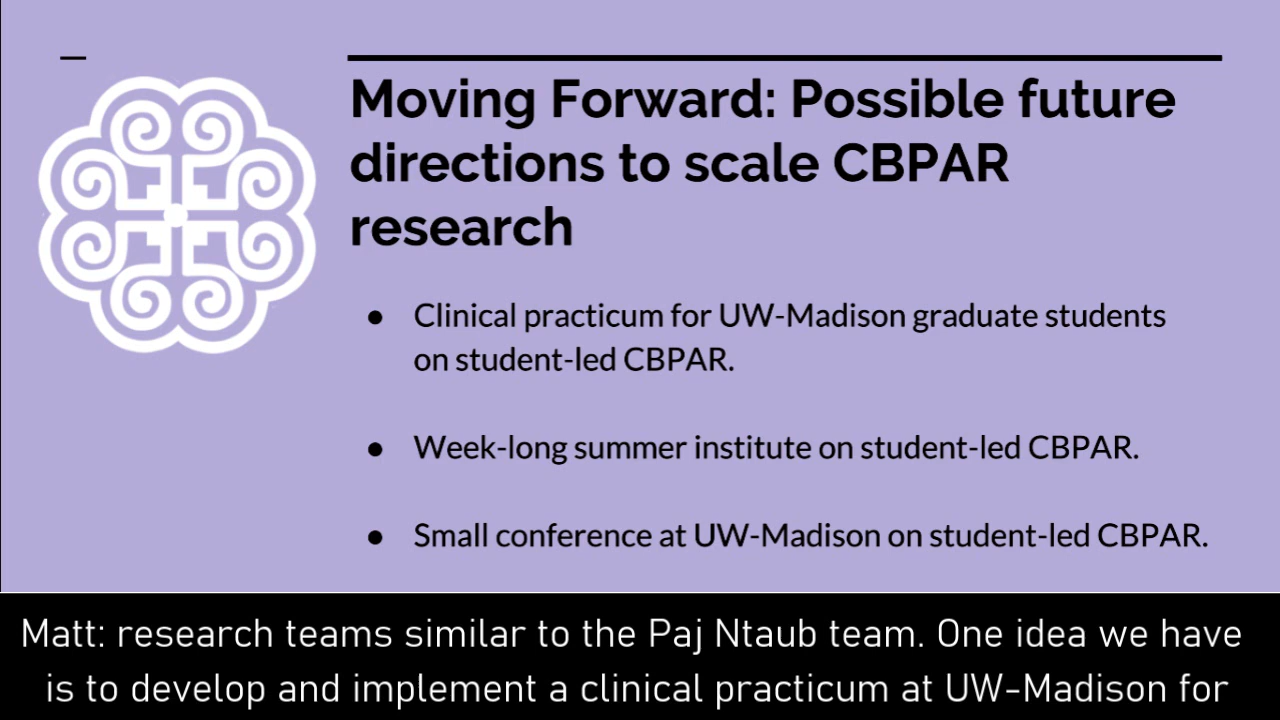 Moving Forward: Possible future
directions to scale CBPAR
research
● Clinical practicum for UW-Madison graduate students
on student-led CBPAR.
● Week-long summer institute on student-led CBPAR.
● Small conference at UW-Madison on student-led CBPAR.
Matt: research teams similar to the Paj Ntaub team. One idea we have
is to develop and implement a clinical practicum at UW-Madison for